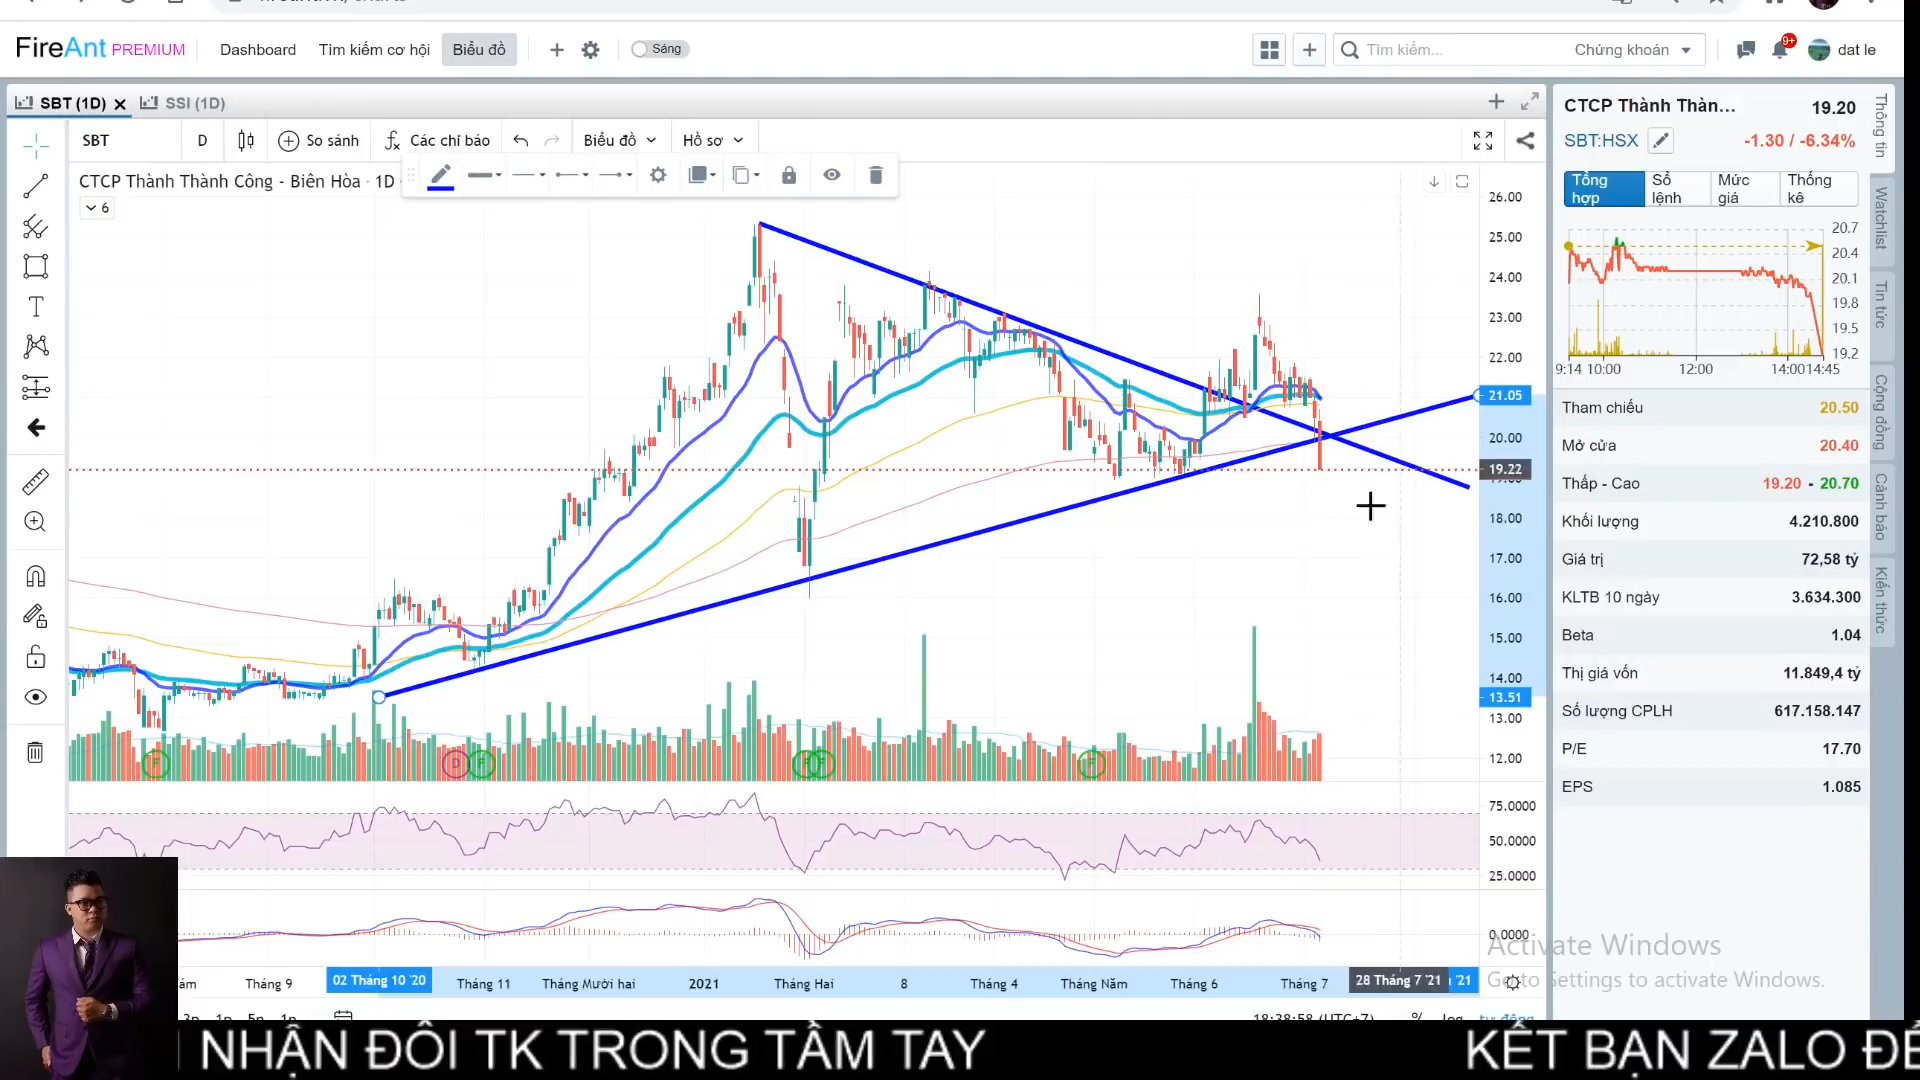 FireAnt PREMIUM Dashboard Tìm kiếm cơ hội Biểu đồ Sáng Tìm kiếm... Chứng khoán 9+ dat le
SBT (1D) SSI (1D)
SBT D So sánh Các chỉ báo Biểu đồ Hồ sơ
CTCP Thành Thành Công - Biên Hòa · 1D
6
26.00
25.00
24.00
23.00
22.00
21.05
20.00
19.22
18.00
17.00
16.00
15.00
14.00
13.51
13.00
12.00
75.0000
50.0000
25.0000
0.0000
F D F F F F
Tháng 9 02 Tháng 10 '20 Tháng 11 Tháng Mười hai 2021 Tháng Hai 8 Tháng 4 Tháng Năm Tháng 6 Tháng 7 28 Tháng 7 '21 '21
18:38:58 (UTC+7) % log tự động
CTCP Thành Thàn... 19.20
SBT:HSX -1.30 / -6.34%
Tổng hợp Sổ lệnh Mức giá Thống kê
20.7
20.4
20.1
19.8
19.5
19.2
9:14 10:00 12:00 14:00 14:45
Tham chiếu 20.50
Mở cửa 20.40
Thấp - Cao 19.20 - 20.70
Khối lượng 4.210.800
Giá trị 72,58 tỷ
KLTB 10 ngày 3.634.300
Beta 1.04
Thị giá vốn 11.849,4 tỷ
Số lượng CPLH 617.158.147
P/E 17.70
EPS 1.085
Thông tin
Watchlist
Tin tức
Cộng đồng
Cảnh báo
Kiến thức
Activate Windows
Go to Settings to activate Windows.
NHẬN ĐÔI TK TRONG TẦM TAY KẾT BẠN ZALO ĐỂ